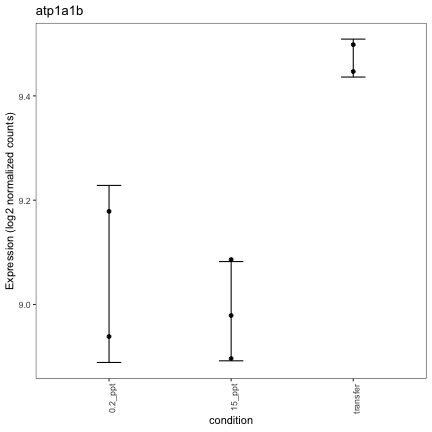 atp1a1b
Expression (log2 normalized counts)
9.4
9.2
9.0
0.2_ppt
15_ppt
transfer
condition